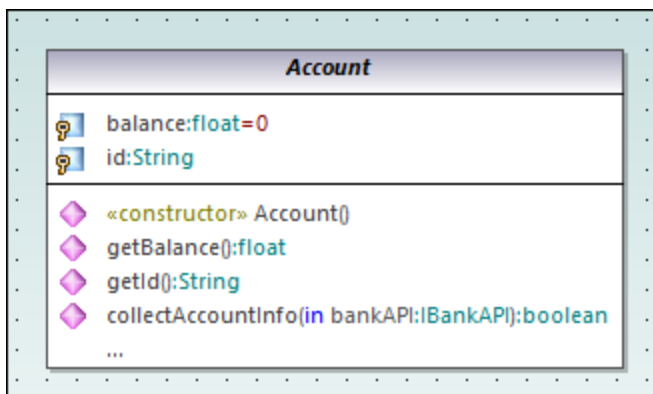 Account
balance:float=0
id:String
«constructor» Account()
getBalance():float
getId():String
collectAccountInfo(in bankAPI:IBankAPI):boolean
...